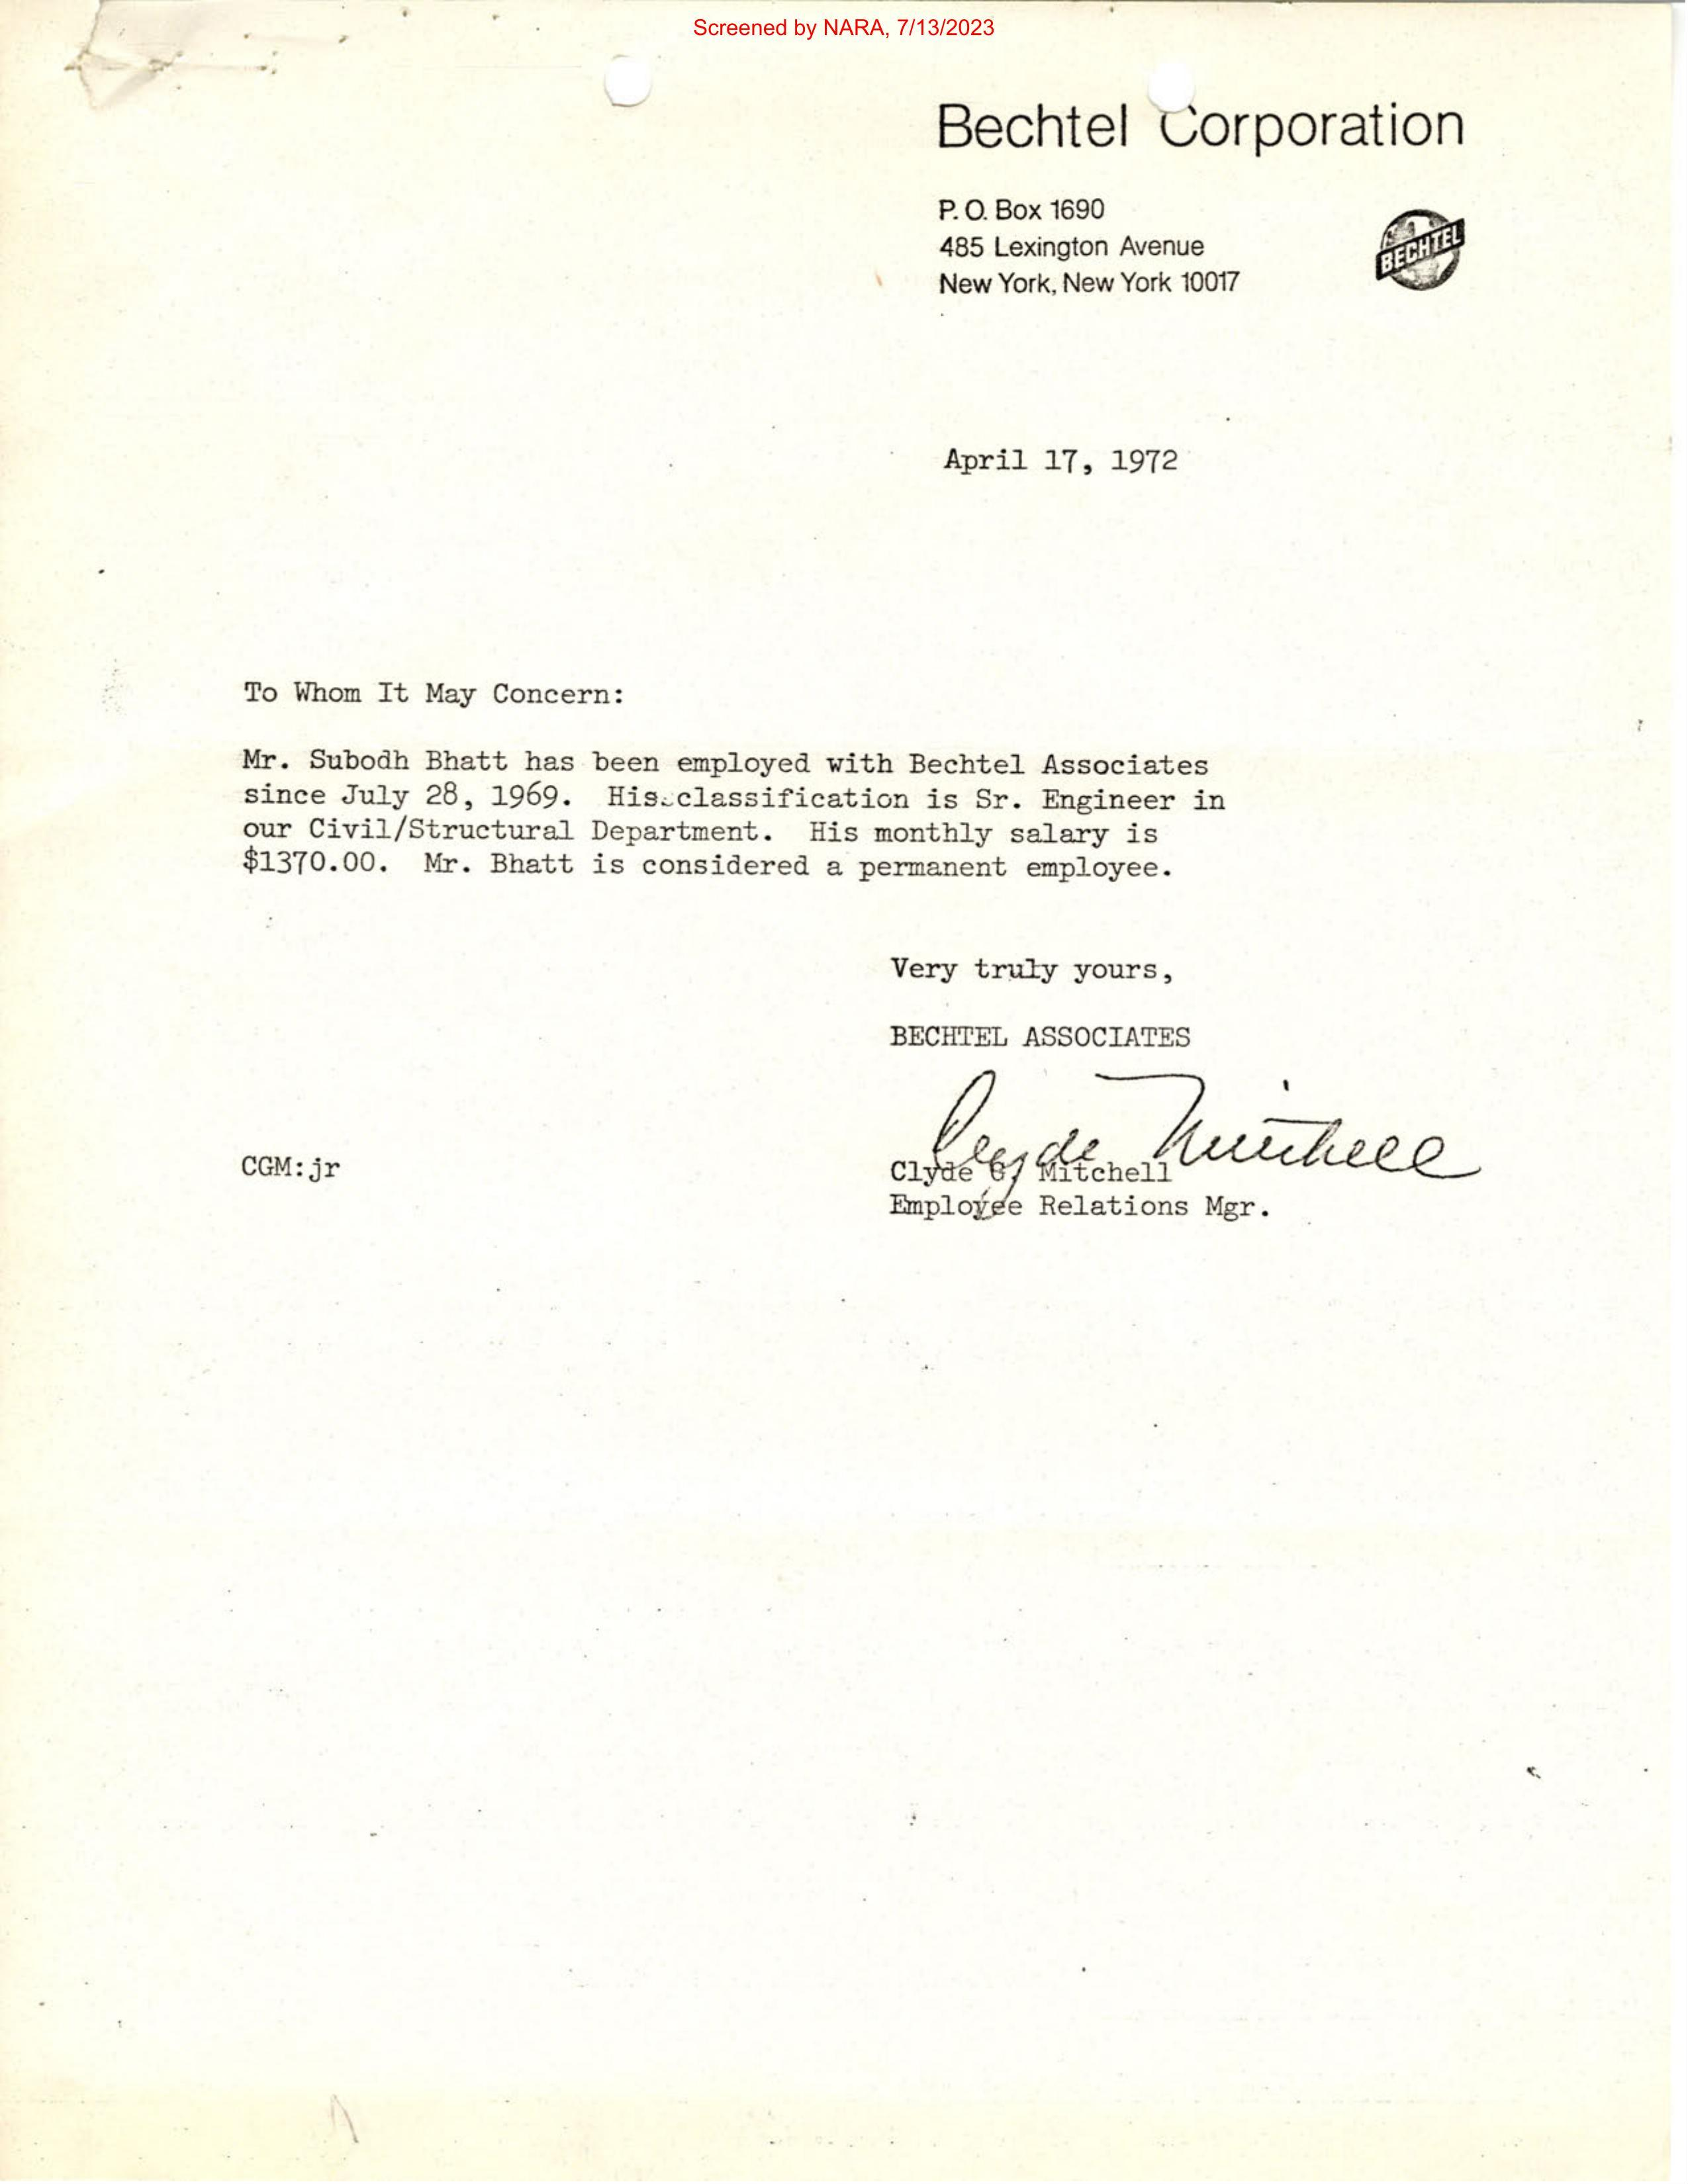 Screened by NARA, 7/13/2023
Bechtel Corporation
P. O. Box 1690
485 Lexington Avenue
New York, New York 10017
BECHTEL
April 17, 1972
To Whom It May Concern:
Mr. Subodh Bhatt has been employed with Bechtel Associates
since July 28, 1969. His classification is Sr. Engineer in
our Civil/Structural Department. His monthly salary is
$1370.00. Mr. Bhatt is considered a permanent employee.
Very truly yours,
BECHTEL ASSOCIATES
Clyde Mitchell
CGM:jr
Clyde G. Mitchell
Employee Relations Mgr.